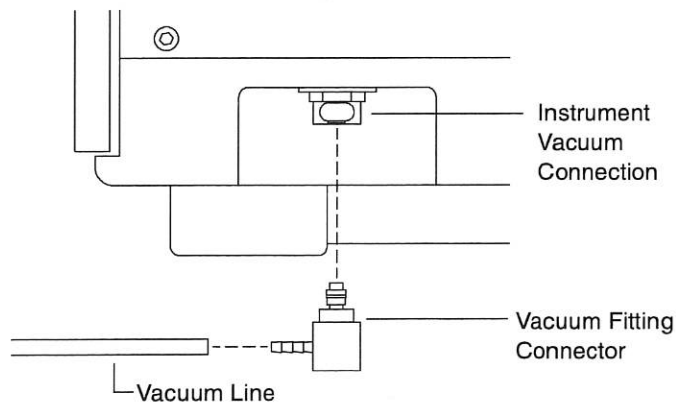 Instrument
Vacuum
Connection
Vacuum Fitting
Connector
Vacuum Line